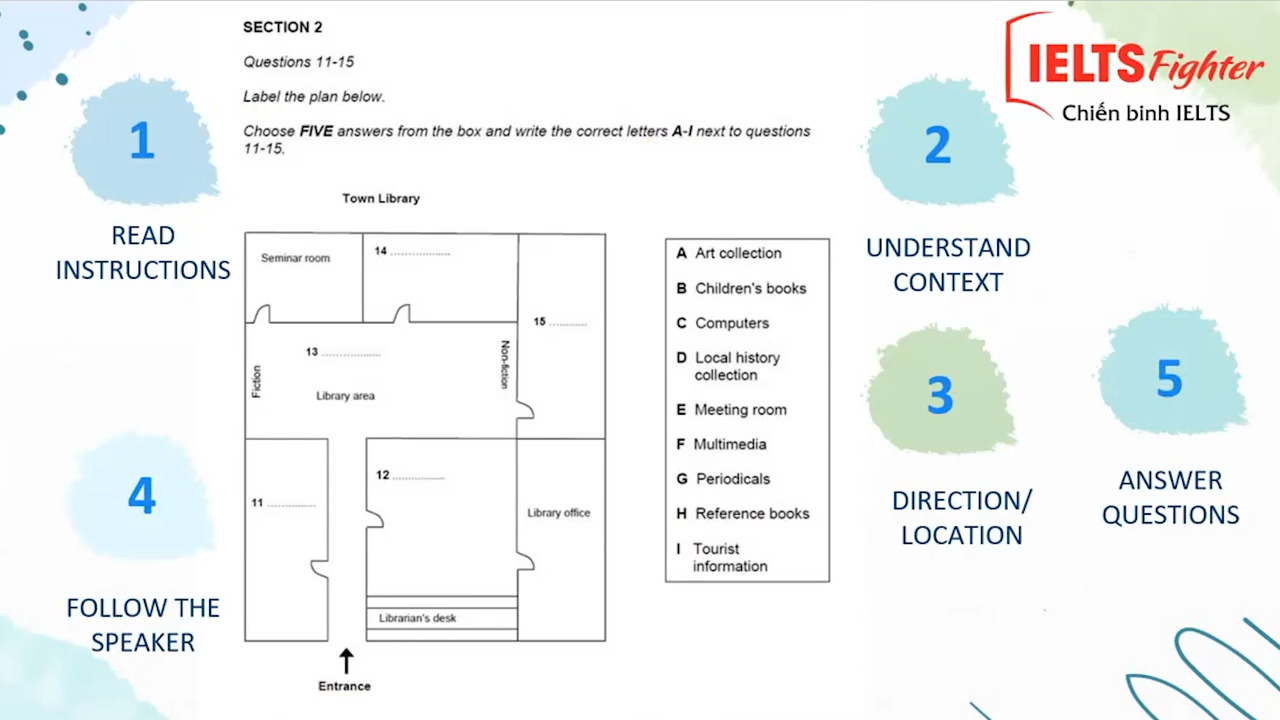 SECTION 2
Questions 11-15
Label the plan below.
Choose FIVE answers from the box and write the correct letters A-I next to questions
11-15.
IELTS Fighter
Chiến binh IELTS
1
READ
INSTRUCTIONS
2
UNDERSTAND
CONTEXT
3
DIRECTION/
LOCATION
4
FOLLOW THE
SPEAKER
5
ANSWER
QUESTIONS
Town Library
Seminar room
14 ..................
15 ............
13 ..................
Fiction
Non-fiction
Library area
11 ..............
12 ...............
Library office
Librarian's desk
Entrance
A Art collection
B Children's books
C Computers
D Local history
collection
E Meeting room
F Multimedia
G Periodicals
H Reference books
I Tourist
information